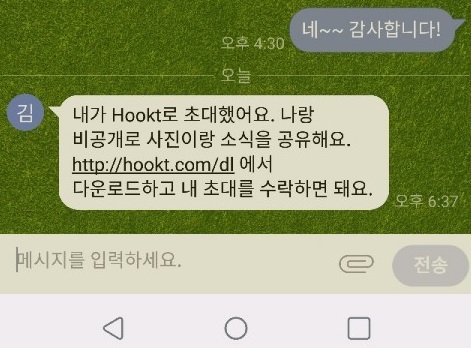 네~~ 감사합니다!
오후 4:30
오늘
김
내가 Hookt로 초대했어요. 나랑
비공개로 사진이랑 소식을 공유해요.
http://hookt.com/dl 에서
다운로드하고 내 초대를 수락하면 돼요.
오후 6:37
메시지를 입력하세요.
전송